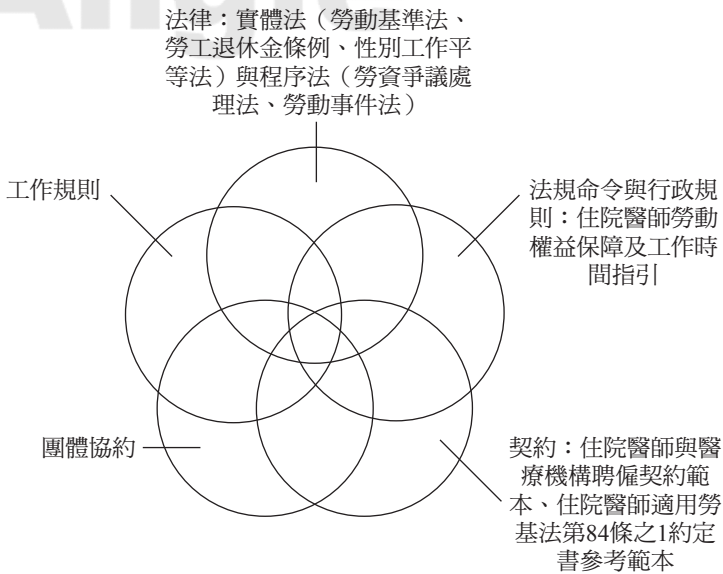 法律：實體法（勞動基準法、
勞工退休金條例、性別工作平
等法）與程序法（勞資爭議處
理法、勞動事件法）
工作規則
法規命令與行政規
則：住院醫師勞動
權益保障及工作時
間指引
團體協約
契約：住院醫師與醫
療機構聘僱契約範
本、住院醫師適用勞
基法第84條之1約定
書參考範本